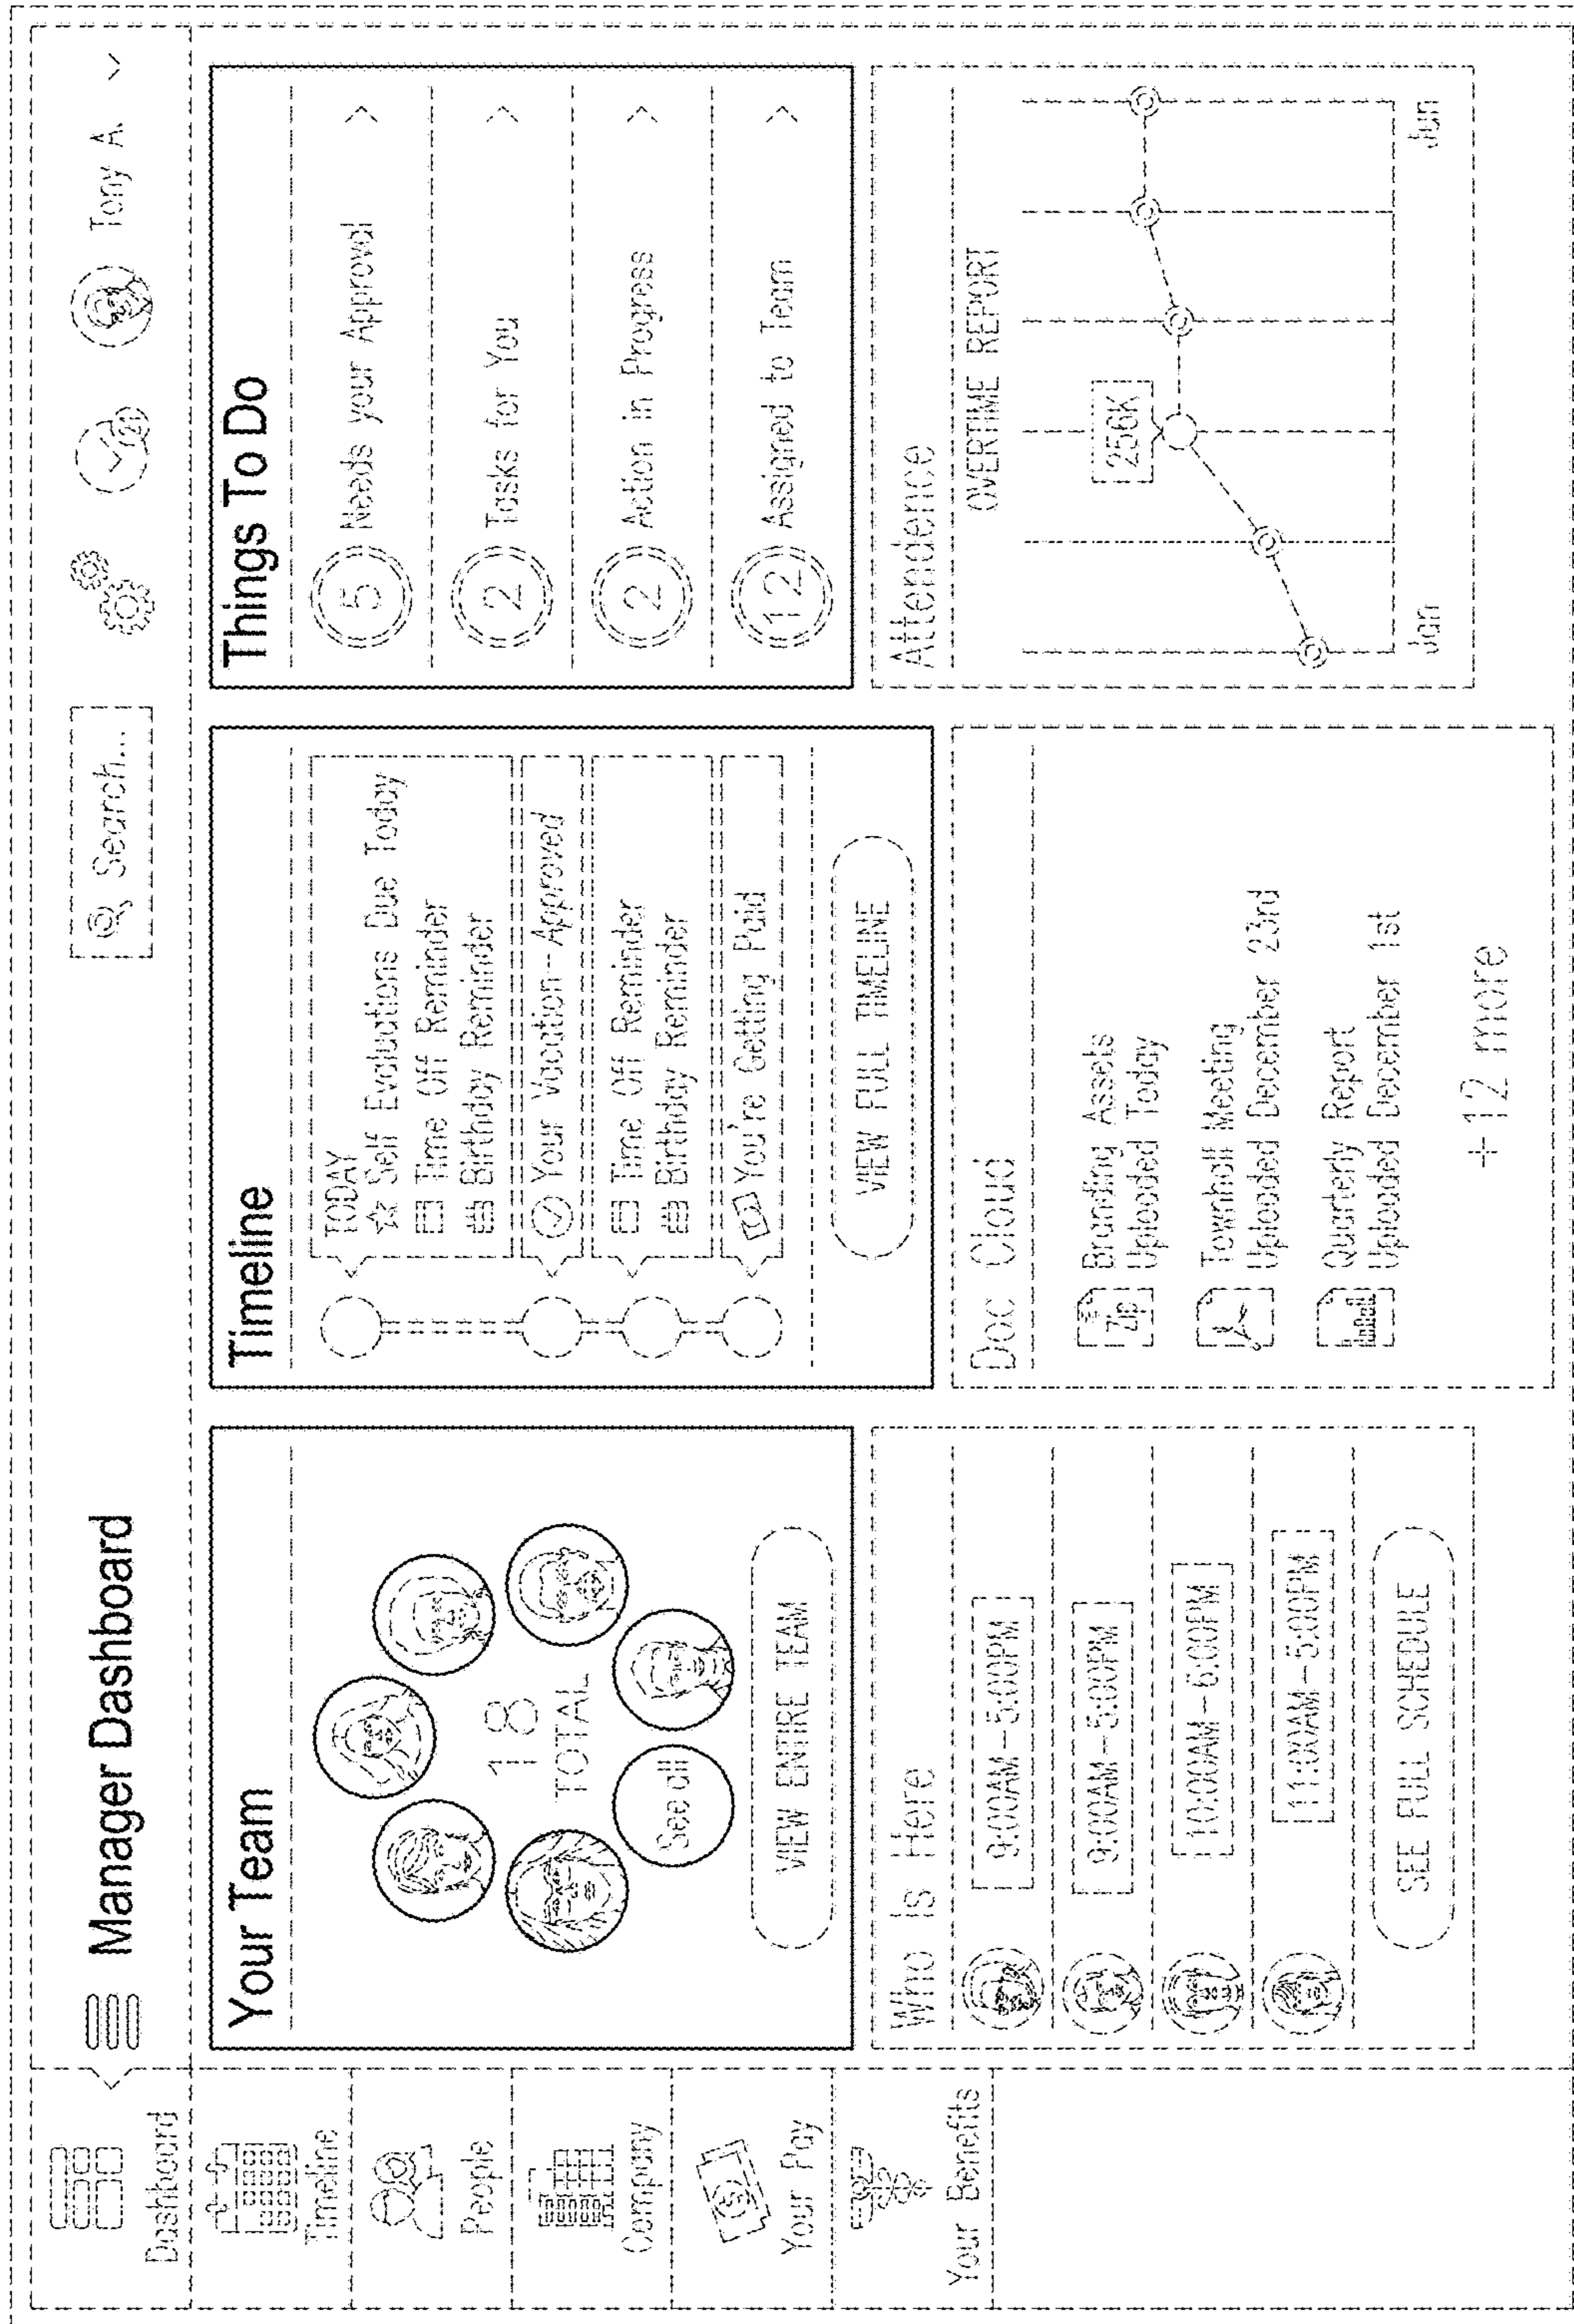 Manager Dashboard
Search...
Tony A.
Dashboard
Timeline
People
Company
Your Pay
Your Benefits
Your Team
18
TOTAL
See all
VIEW ENTIRE TEAM
Timeline
TODAY
Self Evaluations Due Today
Time Off Reminder
Birthday Reminder
Your Vacation--Approved
Time Off Reminder
Birthday Reminder
You're Getting Paid
VIEW FULL TIMELINE
Things To Do
5 Needs your Approval
2 Tasks for You
2 Action in Progress
12 Assigned to Team
Who Is Here
9:00AM–5:00PM
9:00AM–5:00PM
10:00AM–6:00PM
11:00AM–5:00PM
SEE FULL SCHEDULE
Doc Cloud
Zip
Branding Assets
Uploaded Today
Townhall Meeting
Uploaded December 23rd
Quarterly Report
Uploaded December 1st
+12 more
Attendence
OVERTIME REPORT
256K
Jan
Jun